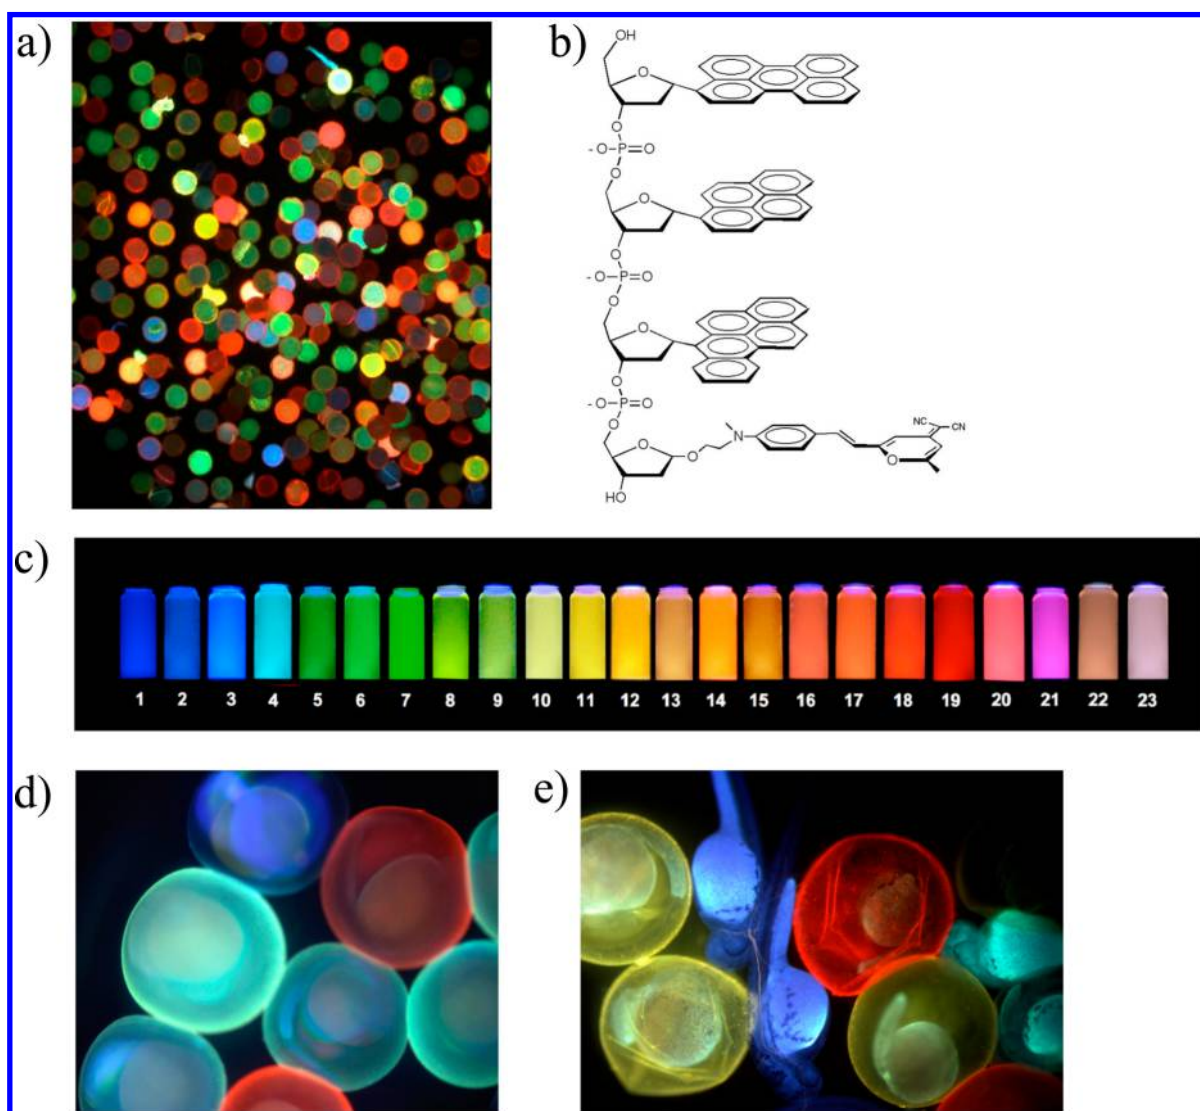 a)
b)
OH
O
O
- O-P=O
O
O
O
- O-P=O
O
O
O
- O-P=O
O
O
O
N
NC
CN
O
HO
c)
1 2 3 4 5 6 7 8 9 10 11 12 13 14 15 16 17 18 19 20 21 22 23
d)
e)